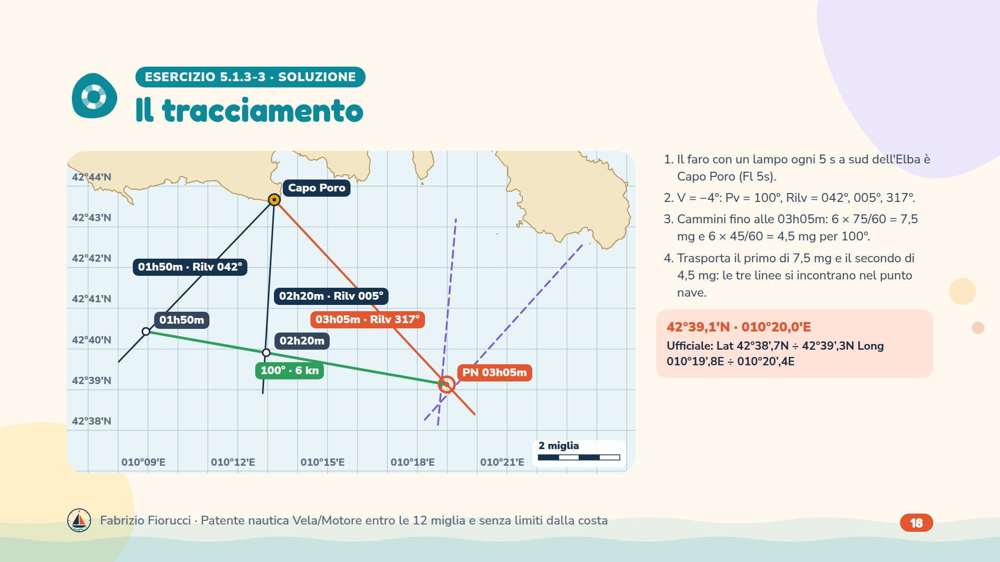 ESERCIZIO 5.1.3-3 · SOLUZIONE
Il tracciamento
42°44'N
42°43'N
42°42'N
42°41'N
42°40'N
42°39'N
42°38'N
Capo Poro
01h50m · Rilv 042°
02h20m · Rilv 005°
03h05m · Rilv 317°
01h50m
02h20m
100° · 6 kn
PN 03h05m
2 miglia
010°09'E
010°12'E
010°15'E
010°18'E
010°21'E
1. Il faro con un lampo ogni 5 s a sud dell'Elba è
Capo Poro (Fl 5s).
2. V = −4°: Pv = 100°, Rilv = 042°, 005°, 317°.
3. Cammini fino alle 03h05m: 6 × 75/60 = 7,5
mg e 6 × 45/60 = 4,5 mg per 100°.
4. Trasporta il primo di 7,5 mg e il secondo di
4,5 mg: le tre linee si incontrano nel punto
nave.
42°39,1'N · 010°20,0'E
Ufficiale: Lat 42°38’,7N ÷ 42°39’,3N Long
010°19’,8E ÷ 010°20’,4E
Fabrizio Fiorucci · Patente nautica Vela/Motore entro le 12 miglia e senza limiti dalla costa
18